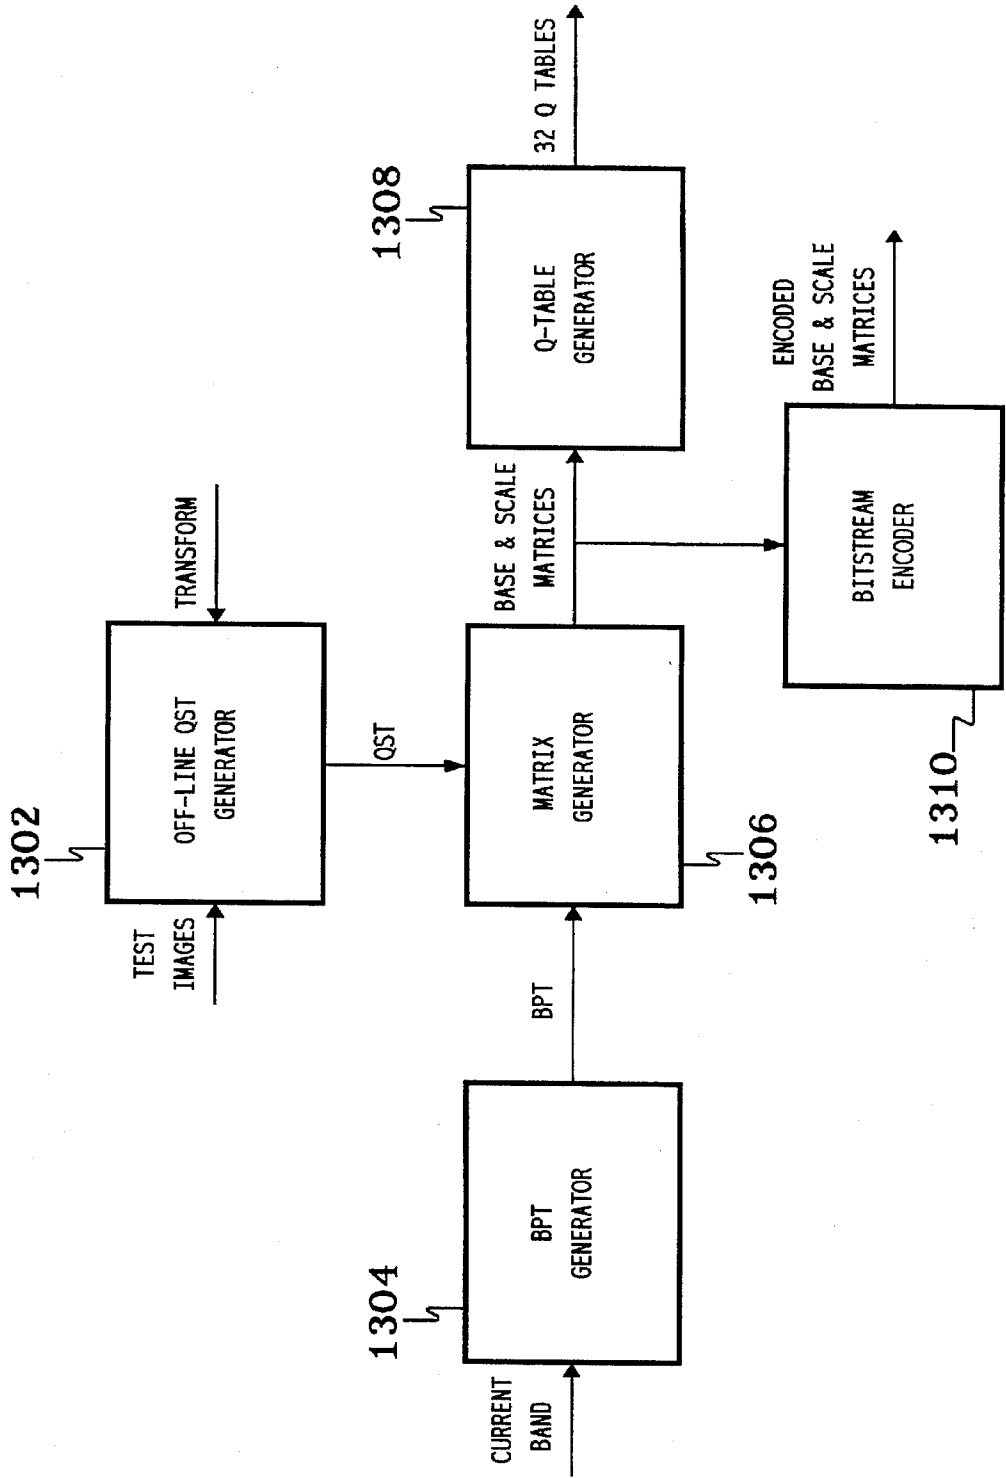 1302
TEST
IMAGES
OFF-LINE QST
GENERATOR
TRANSFORM
QST
1304
CURRENT
BAND
BPT
GENERATOR
BPT
MATRIX
GENERATOR
1306
BASE & SCALE
MATRICES
1308
Q-TABLE
GENERATOR
32 Q TABLES
1310
BITSTREAM
ENCODER
ENCODED
BASE & SCALE
MATRICES